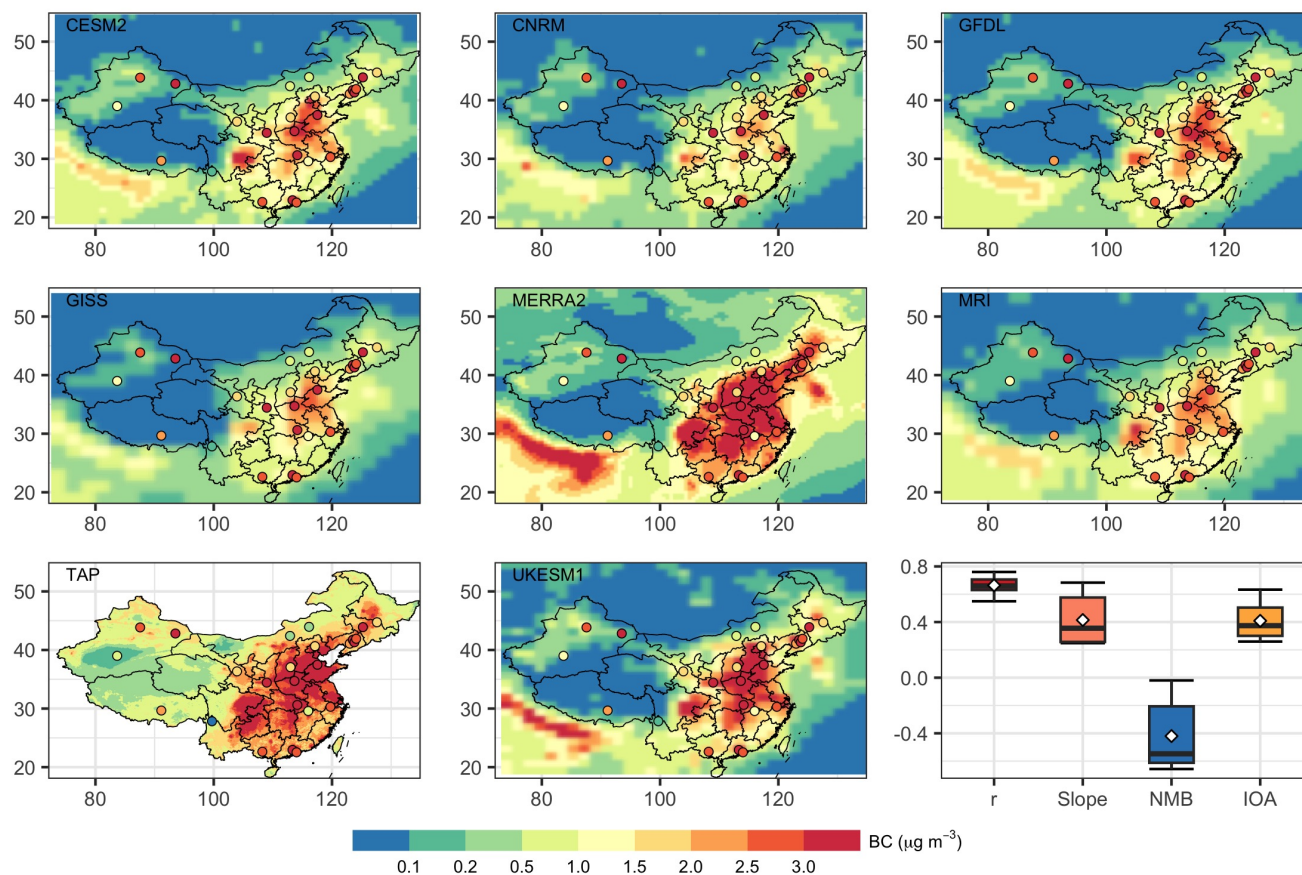 CESM2 CNRM GFDL
50 50 50
40 40 40
30 30 30
20 20 20
80 100 120 80 100 120 80 100 120
GISS MERRA2 MRI
50 50 50
40 40 40
30 30 30
20 20 20
80 100 120 80 100 120 80 100 120
TAP UKESM1
50 50 0.8
40 40 0.4
30 30 0.0
20 20 -0.4
80 100 120 80 100 120 r Slope NMB IOA
BC (μg m⁻³)
0.1 0.2 0.5 1.0 1.5 2.0 2.5 3.0